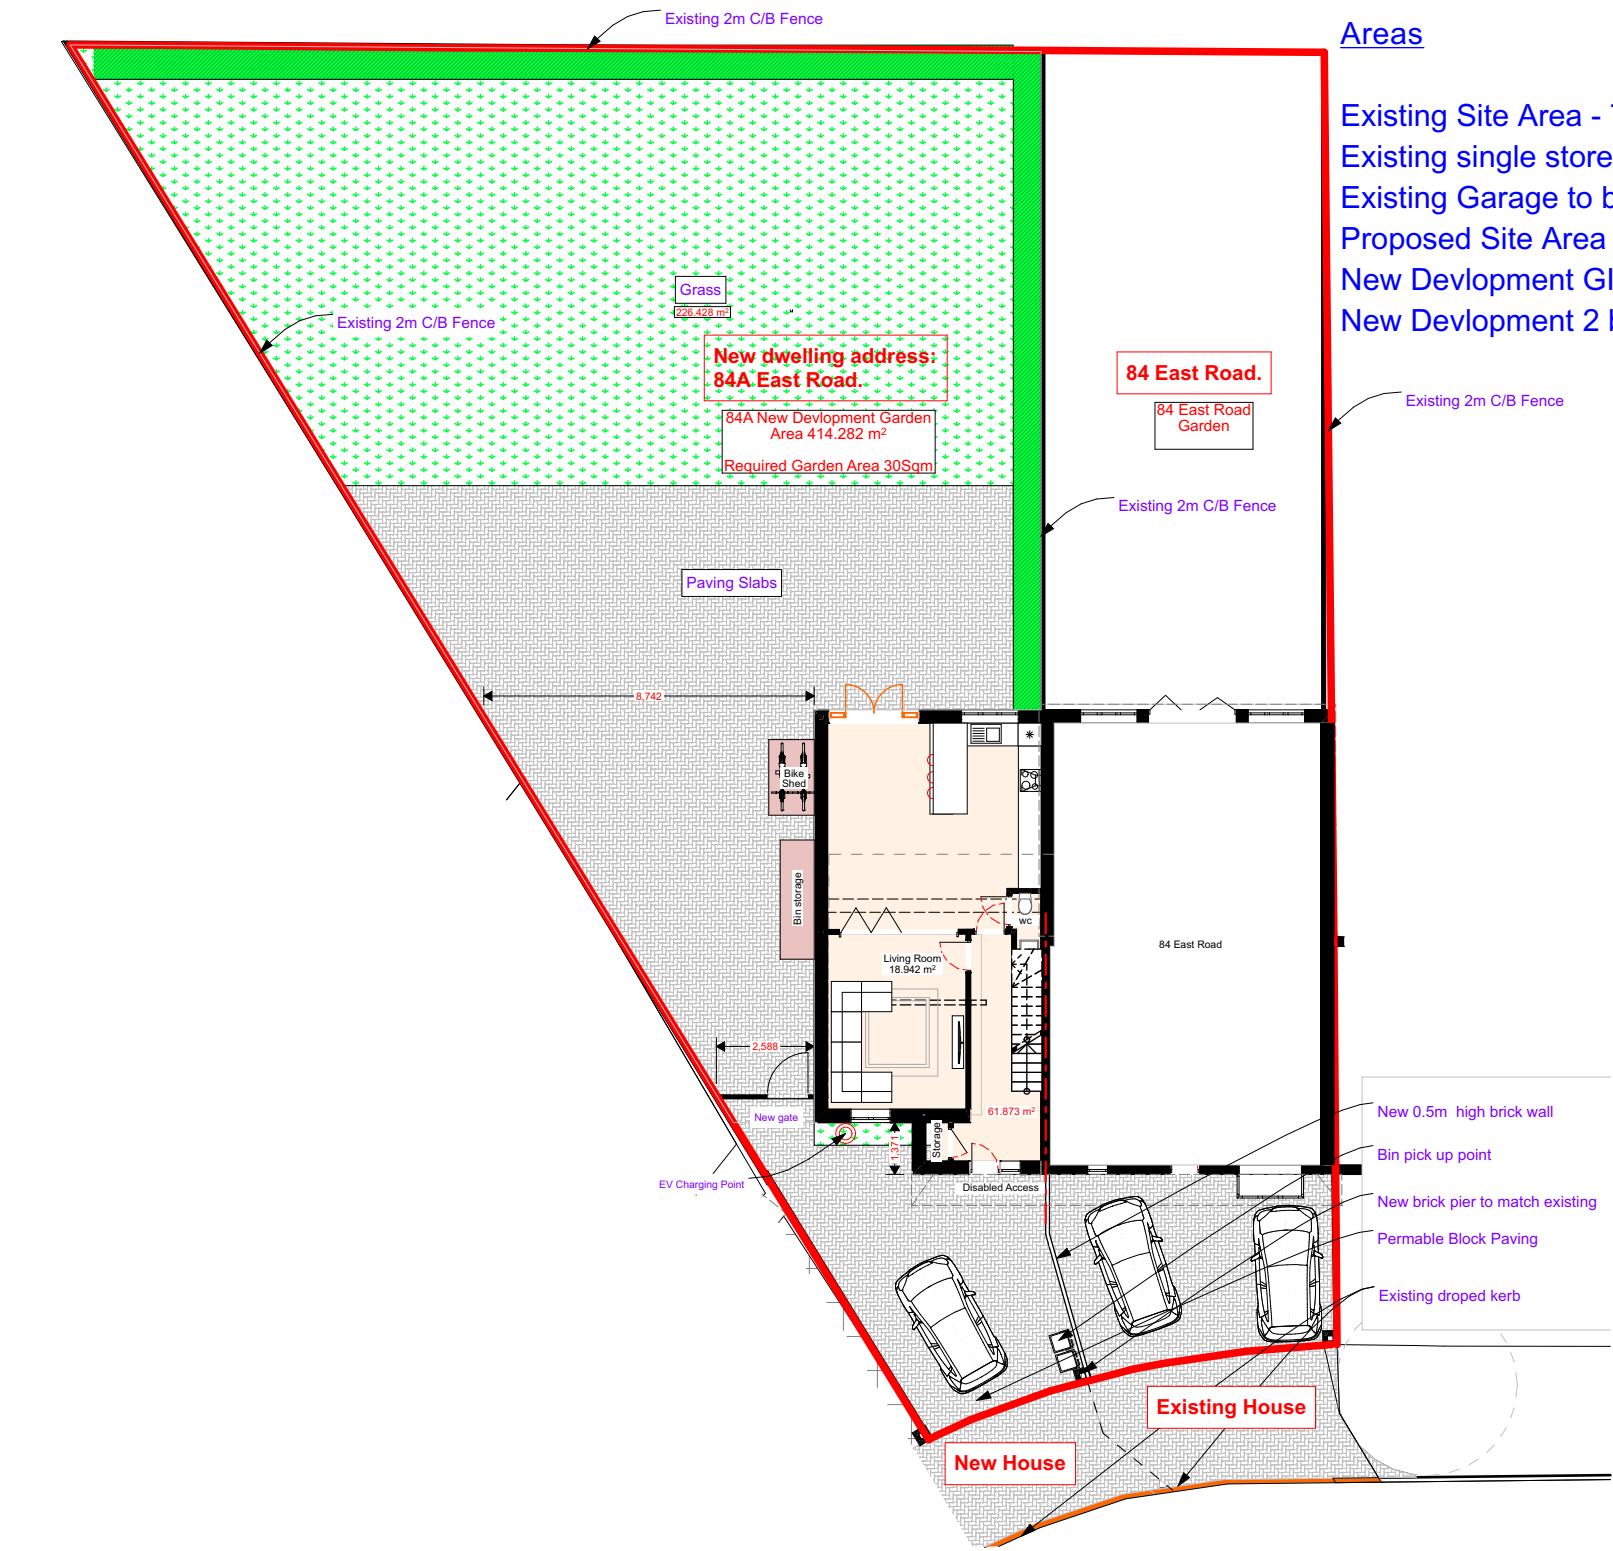 Existing 2m C/B Fence
Areas
Existing Site Area -
Existing single store
Existing Garage to b
Proposed Site Area
New Devlopment GI
New Devlopment 2 b
Grass
226.428 m²
Existing 2m C/B Fence
New dwelling address:
84A East Road.
84A New Devlopment Garden
Area 414.282 m²
Required Garden Area 30Sqm
84 East Road.
84 East Road
Garden
Existing 2m C/B Fence
Existing 2m C/B Fence
Paving Slabs
8,742
Bike
Shed
Bin storage
WC
84 East Road
Living Room
18.942 m²
2,588
New gate
61.873 m²
Storage
1,371
EV Charging Point
Disabled Access
New 0.5m high brick wall
Bin pick up point
New brick pier to match existing
Permable Block Paving
Existing droped kerb
Existing House
New House